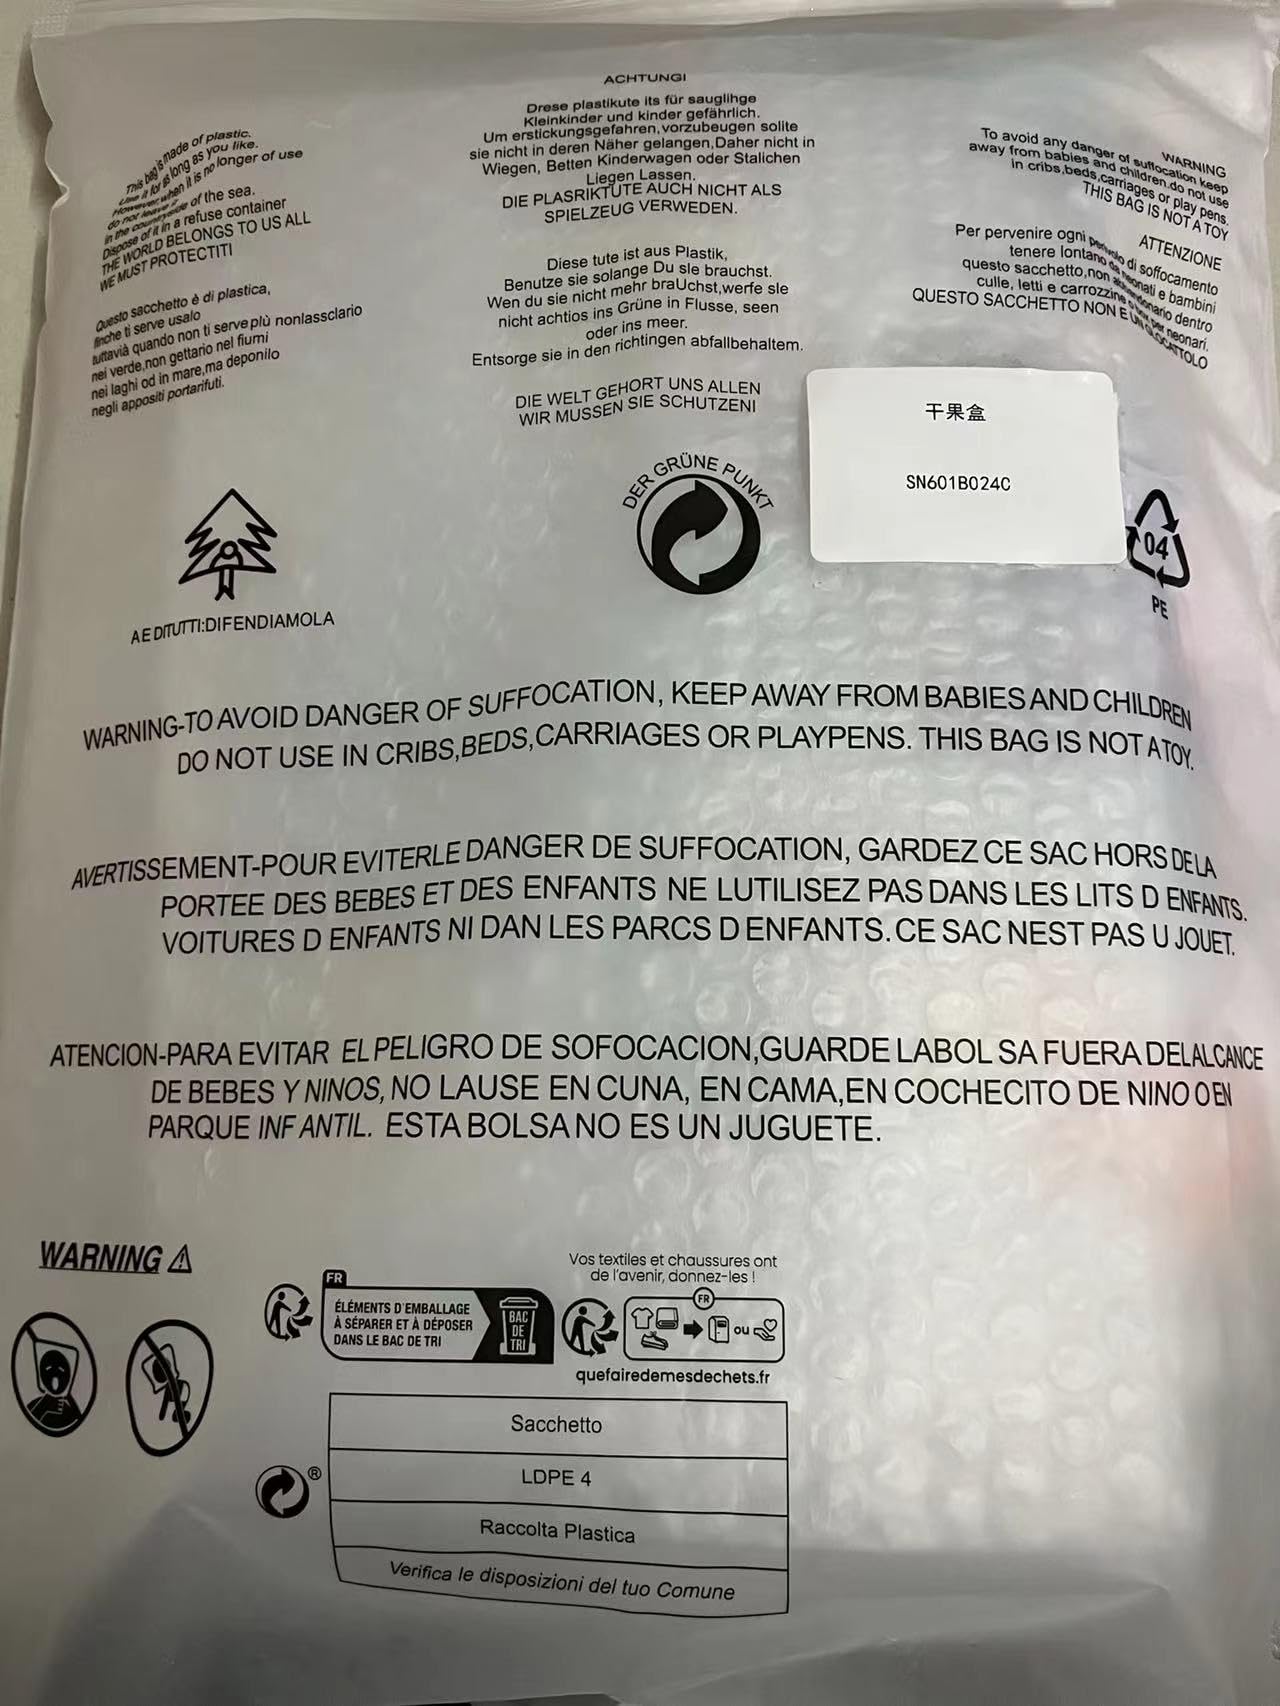 ACHTUNGI
Drese plastikute its für sauglihge
Kleinkinder und kinder gefährlich.
Um erstickungsgefahren,vorzubeugen solite
sie nicht in deren Näher gelangen,Daher nicht in
Wiegen, Betten Kinderwagen oder Stalichen
Liegen Lassen.
DIE PLASRIKTUTE AUCH NICHT ALS
SPIELZEUG VERWEDEN.
This bag is made of plastic.
Use it for as long as you like.
However,when it is no longer of use
do not leave it
in the countryside of the sea.
Dispose of it in a refuse container
THE WORLD BELONGS TO US ALL
WE MUST PROTECTITI
WARNING
To avoid any danger of suffocation keep
away from babies and children.do not use
in cribs,beds,carriages or play pens.
THIS BAG IS NOT A TOY
ATTENZIONE
Per pervenire ogni di soffocamento
tenere lontano da neonati e bambini
questo sacchetto,non dentro
culle, letti e carrozzine per neonari.
QUESTO SACCHETTO NON E UN GLOCATTOLO
Diese tute ist aus Plastik,
Benutze sie solange Du sle brauchst.
Wen du sie nicht mehr braUchst,werfe sle
nicht achtios ins Grüne in Flusse, seen
oder ins meer.
Entsorge sie in den richtingen abfallbehaltem.
Questo sacchetto è di plastica,
finche ti serve usalo
tuttavià quando non ti serve plù nonlassclario
nel verde,non gettario nel fiumi
nei laghi od in mare,ma deponilo
negli appositi portarifuti.
DIE WELT GEHORT UNS ALLEN
WIR MUSSEN SIE SCHUTZENI
干果盒
SN601B024C
DER GRÜNE PUNKT
04
PE
A E DITUTTI:DIFENDIAMOLA
WARNING-TO AVOID DANGER OF SUFFOCATION, KEEP AWAY FROM BABIES AND CHILDREN
DO NOT USE IN CRIBS,BEDS,CARRIAGES OR PLAYPENS. THIS BAG IS NOT A TOY.
AVERTISSEMENT-POUR EVITERLE DANGER DE SUFFOCATION, GARDEZ CE SAC HORS DE LA
PORTEE DES BEBES ET DES ENFANTS NE LUTILISEZ PAS DANS LES LITS D ENFANTS.
VOITURES D ENFANTS NI DAN LES PARCS D ENFANTS. CE SAC NEST PAS U JOUET.
ATENCION-PARA EVITAR EL PELIGRO DE SOFOCACION,GUARDE LABOL SA FUERA DELALCANCE
DE BEBES Y NINOS, NO LAUSE EN CUNA, EN CAMA,EN COCHECITO DE NINO O EN
PARQUE INF ANTIL. ESTA BOLSA NO ES UN JUGUETE.
WARNING
FR
ÉLÉMENTS D'EMBALLAGE
À SÉPARER ET À DÉPOSER
DANS LE BAC DE TRI
BAC
DE
TRI
Vos textiles et chaussures ont
de l'avenir, donnez-les !
FR
ou
quefairedemesdechets.fr
®
Sacchetto
LDPE 4
Raccolta Plastica
Verifica le disposizioni del tuo Comune